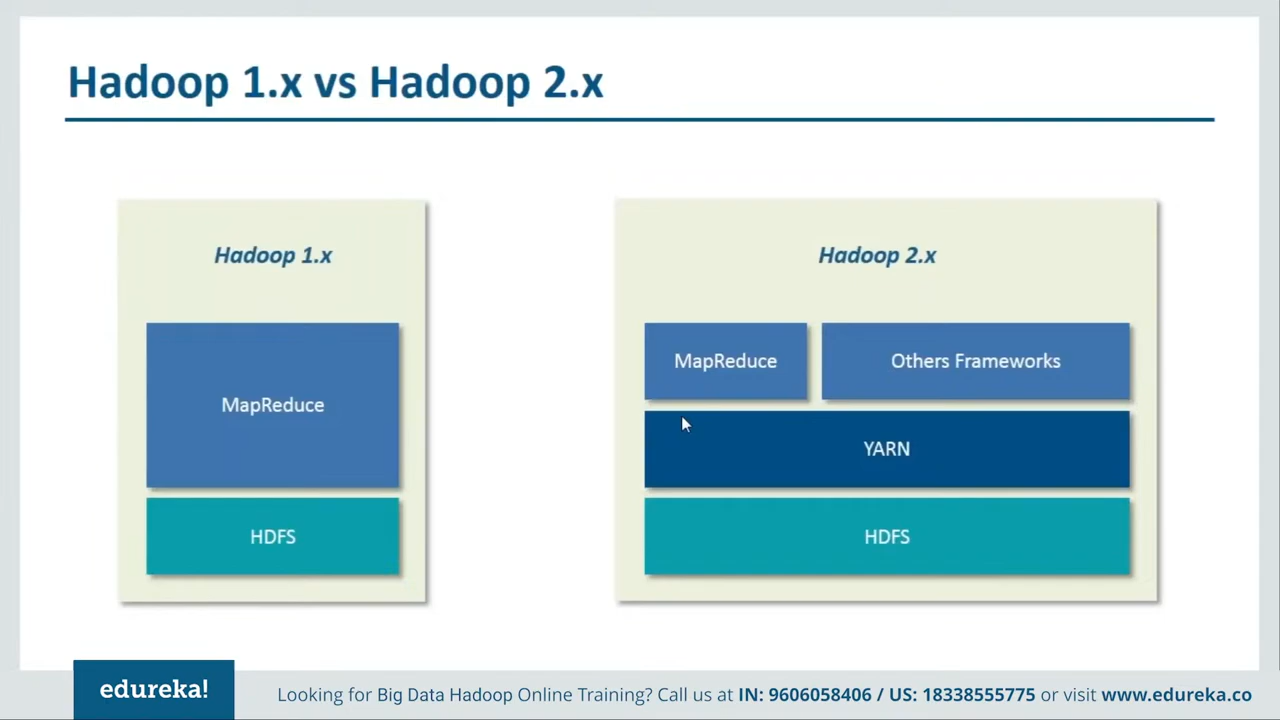 Hadoop 1.x vs Hadoop 2.x
Hadoop 1.x
MapReduce
HDFS
Hadoop 2.x
MapReduce
Others Frameworks
YARN
HDFS
edureka!
Looking for Big Data Hadoop Online Training? Call us at IN: 9606058406 / US: 18338555775 or visit www.edureka.co